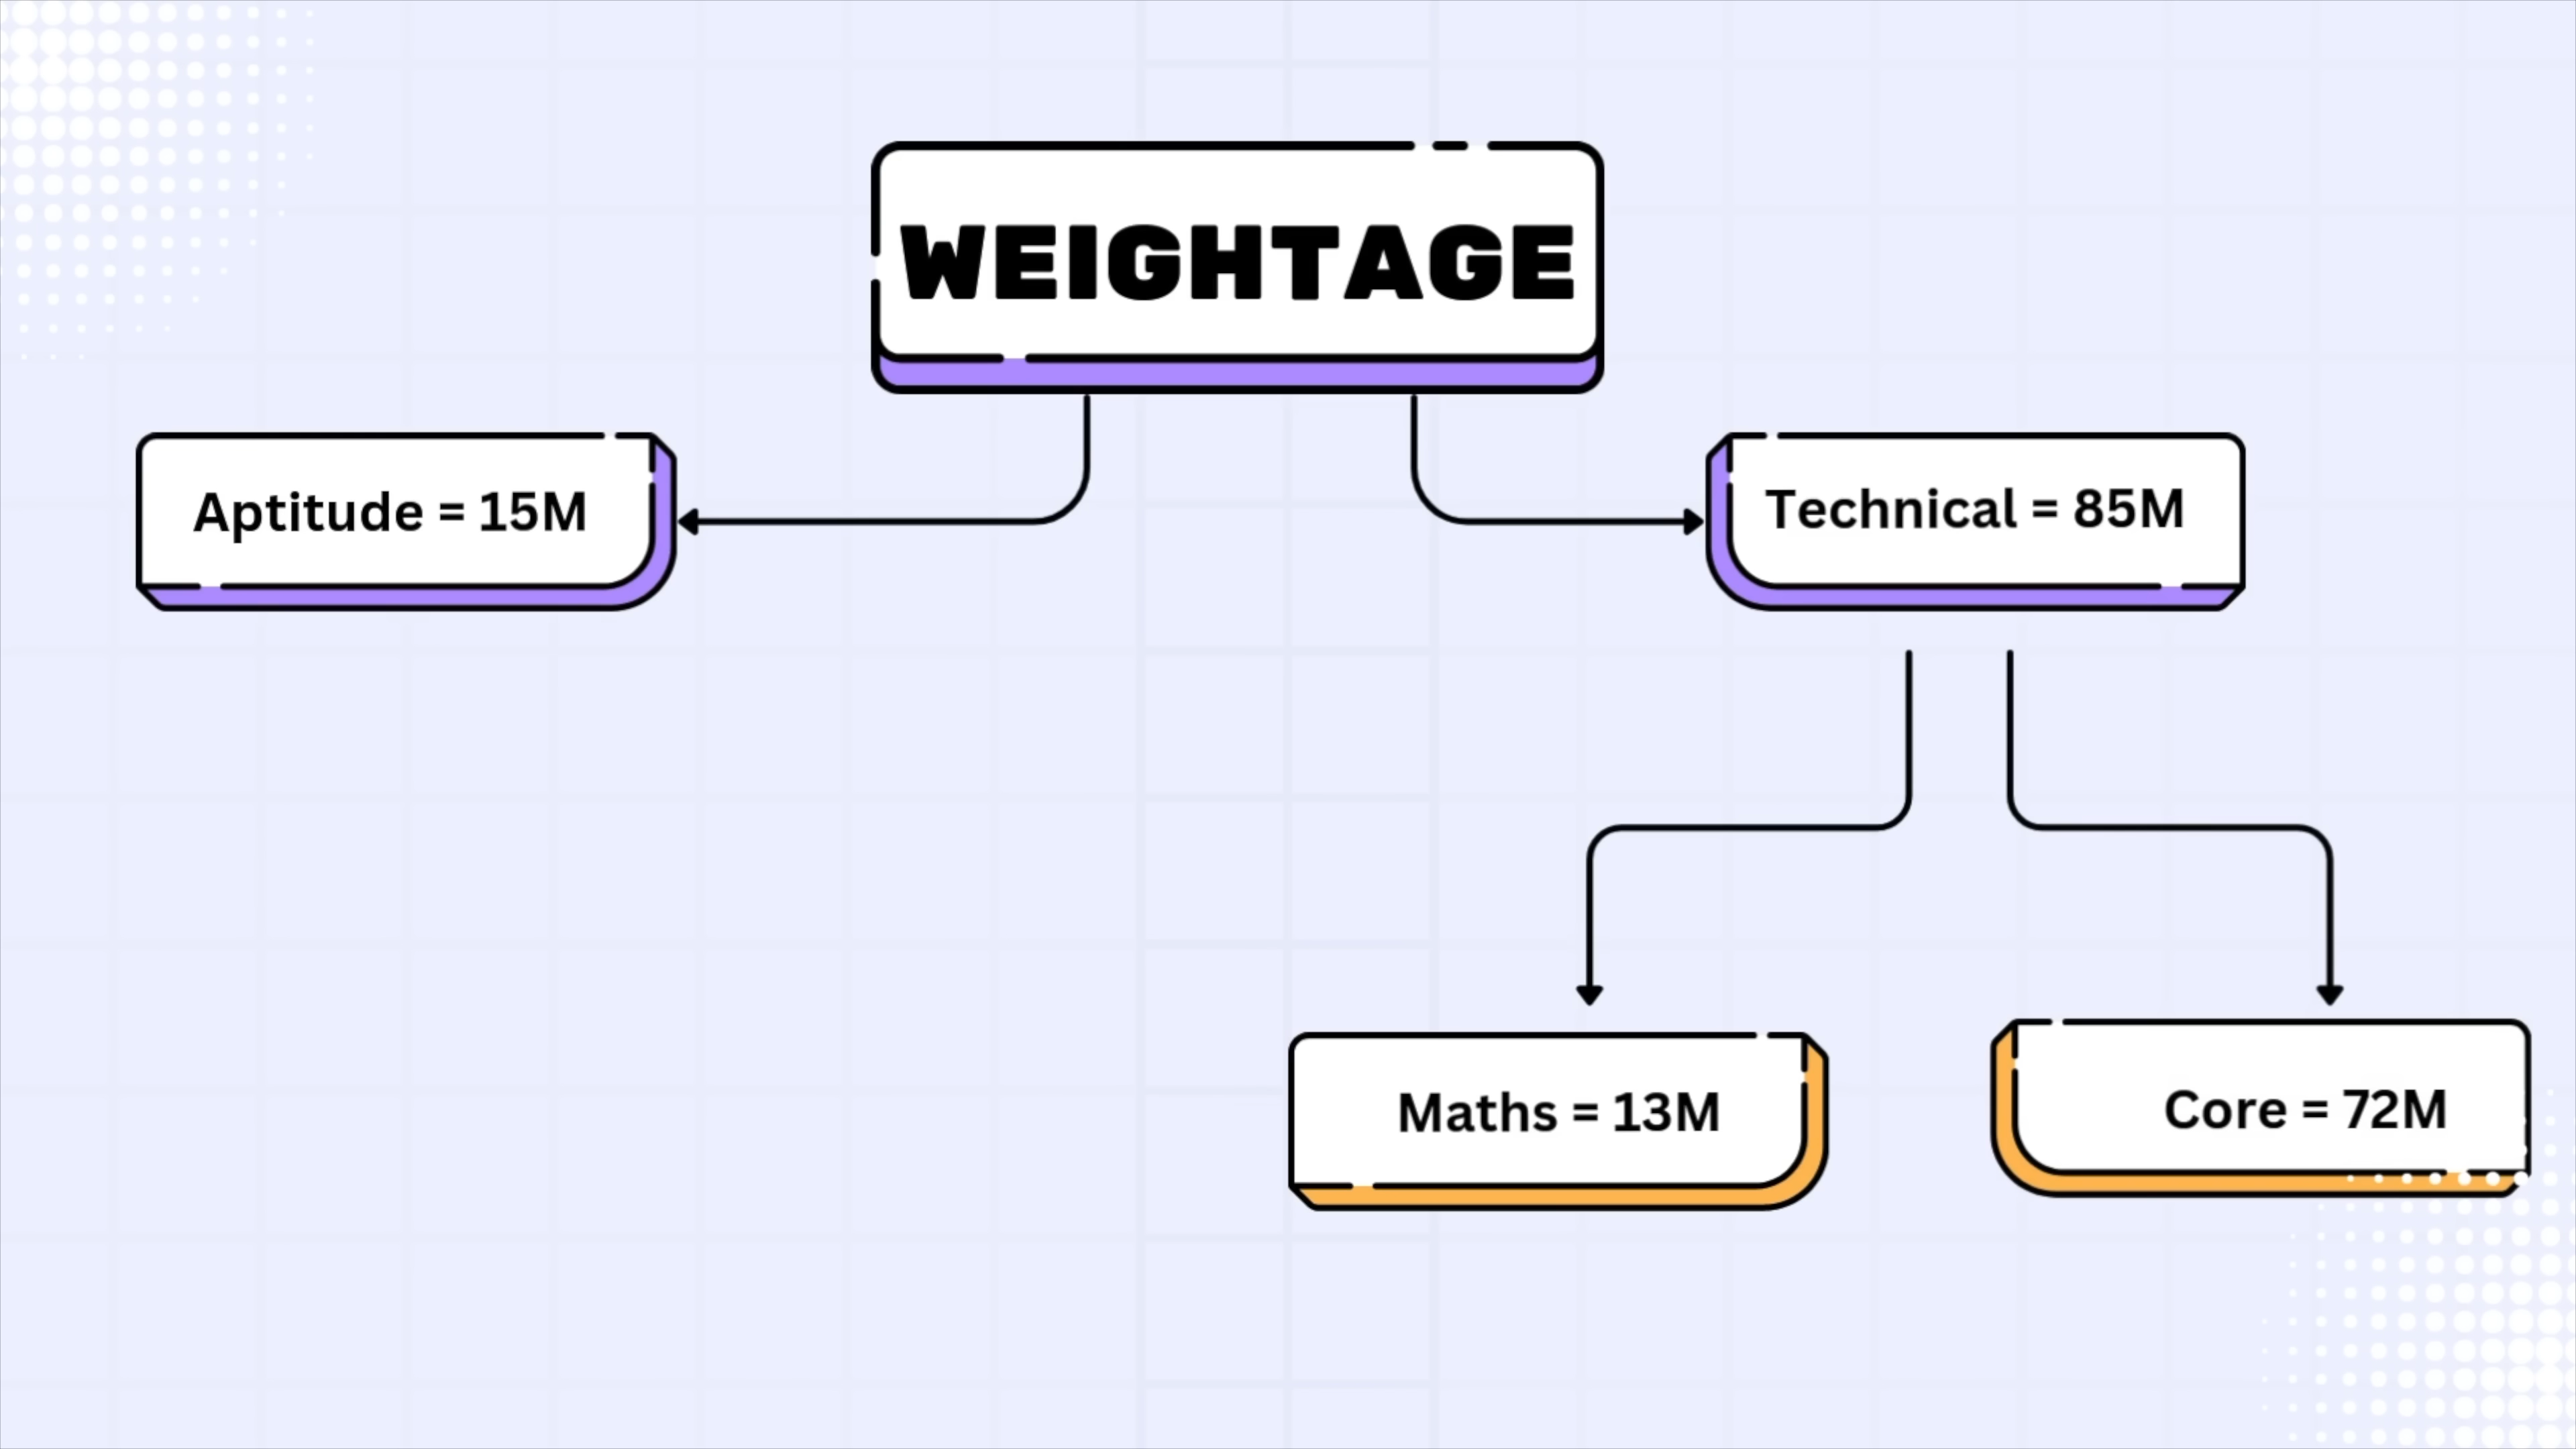 WEIGHTAGE
Aptitude = 15M
Technical = 85M
Maths = 13M
Core = 72M